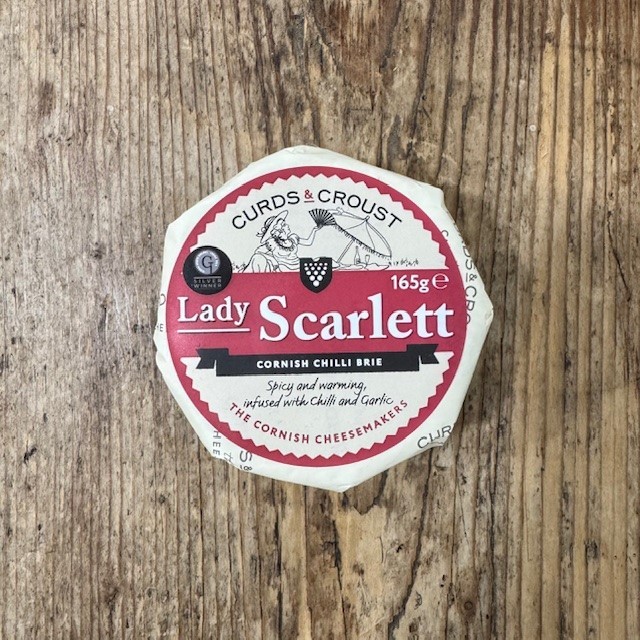 CURDS & CROUST
G
SILVER
WINNER
165g ℮
Lady Scarlett
CORNISH CHILLI BRIE
Spicy and warming,
infused with Chilli and Garlic
THE CORNISH CHEESEMAKERS
CUR